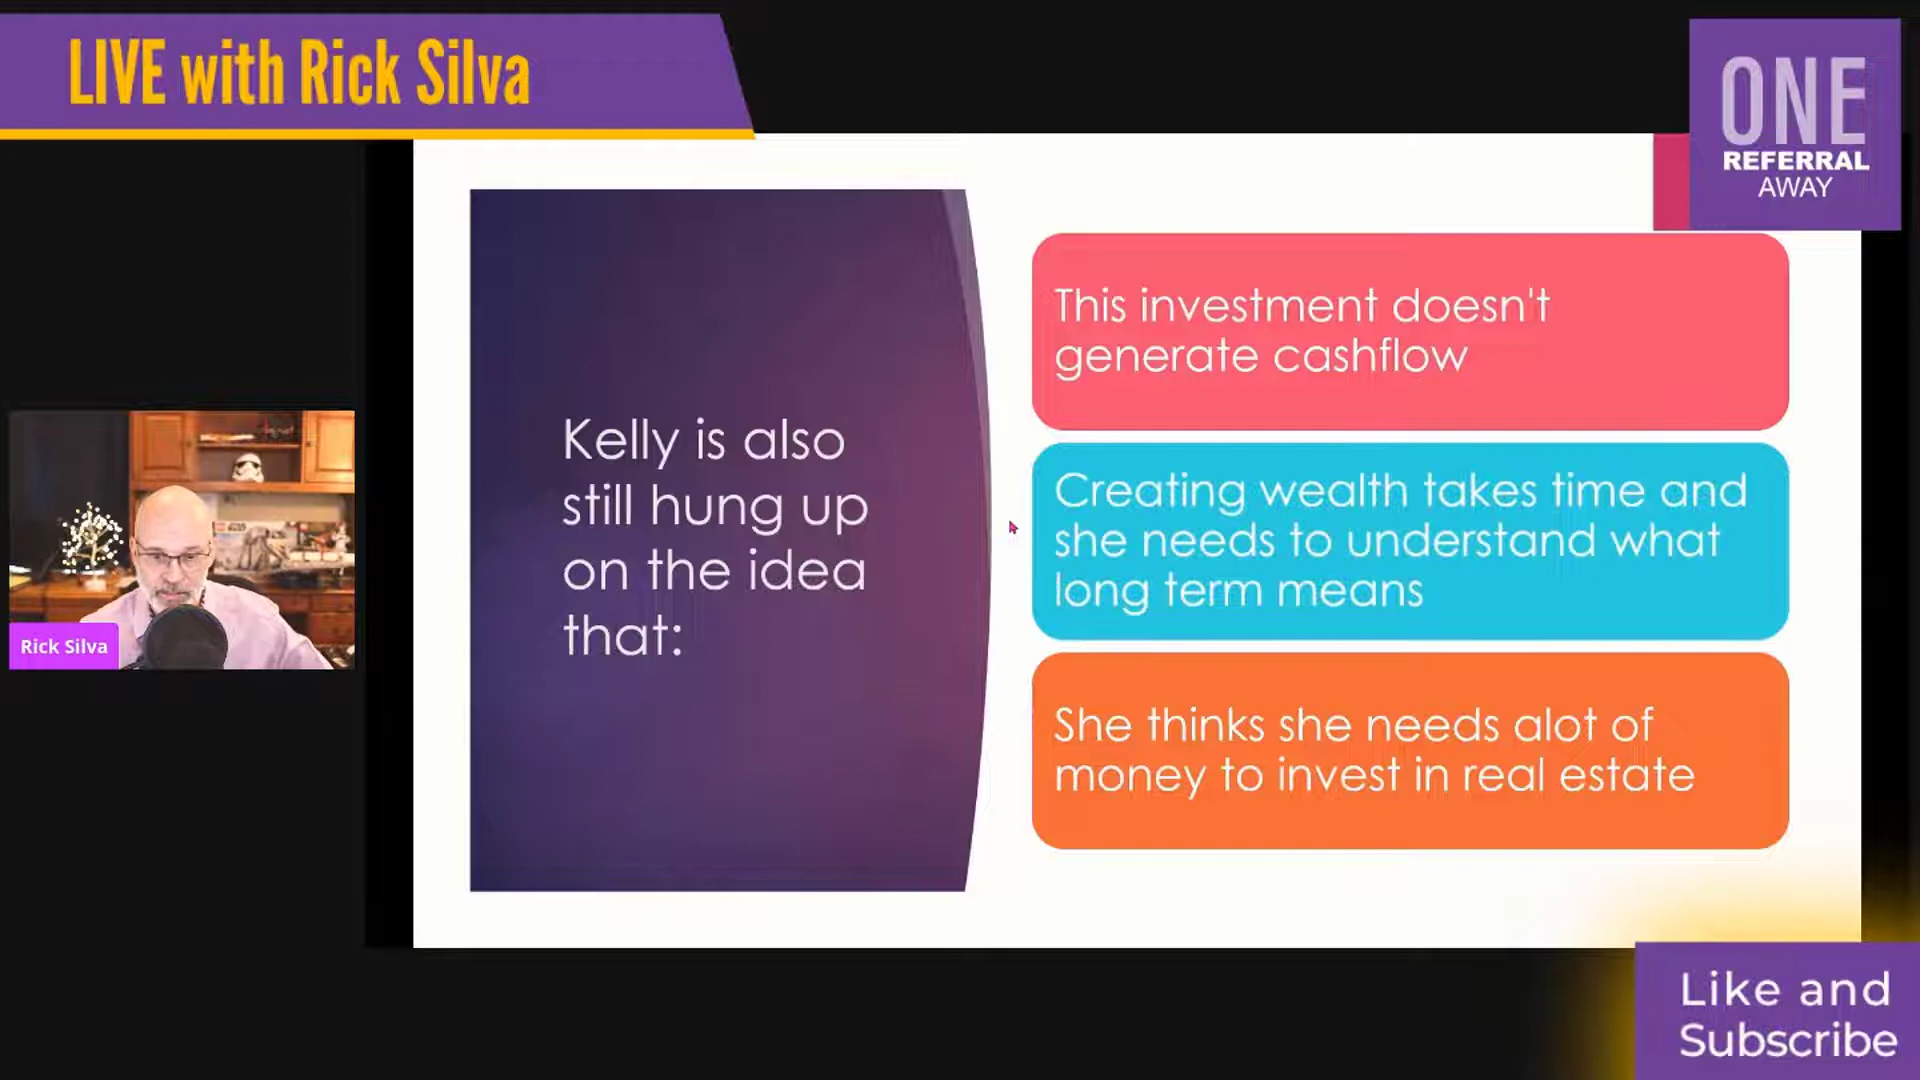 LIVE with Rick Silva
ONE
REFERRAL
AWAY
Kelly is also
still hung up
on the idea
that:
This investment doesn't
generate cashflow
Creating wealth takes time and
she needs to understand what
long term means
She thinks she needs alot of
money to invest in real estate
Rick Silva
Like and
Subscribe